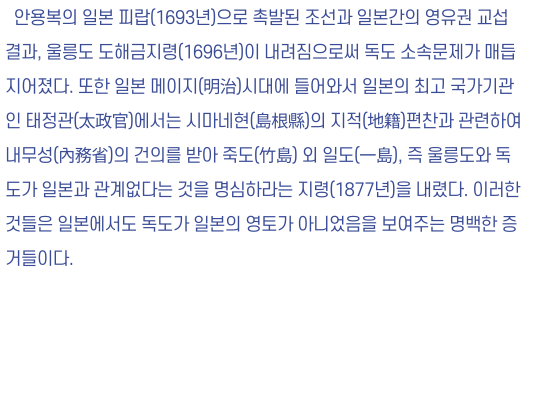 안용복의 일본 피랍(1693년)으로 촉발된 조선과 일본간의 영유권 교섭
결과, 울릉도 도해금지령(1696년)이 내려짐으로써 독도 소속문제가 매듭
지어졌다. 또한 일본 메이지(明治)시대에 들어와서 일본의 최고 국가기관
인 태정관(太政官)에서는 시마네현(島根縣)의 지적(地籍)편찬과 관련하여
내무성(內務省)의 건의를 받아 죽도(竹島) 외 일도(一島), 즉 울릉도와 독
도가 일본과 관계없다는 것을 명심하라는 지령(1877년)을 내렸다. 이러한
것들은 일본에서도 독도가 일본의 영토가 아니었음을 보여주는 명백한 증
거들이다.